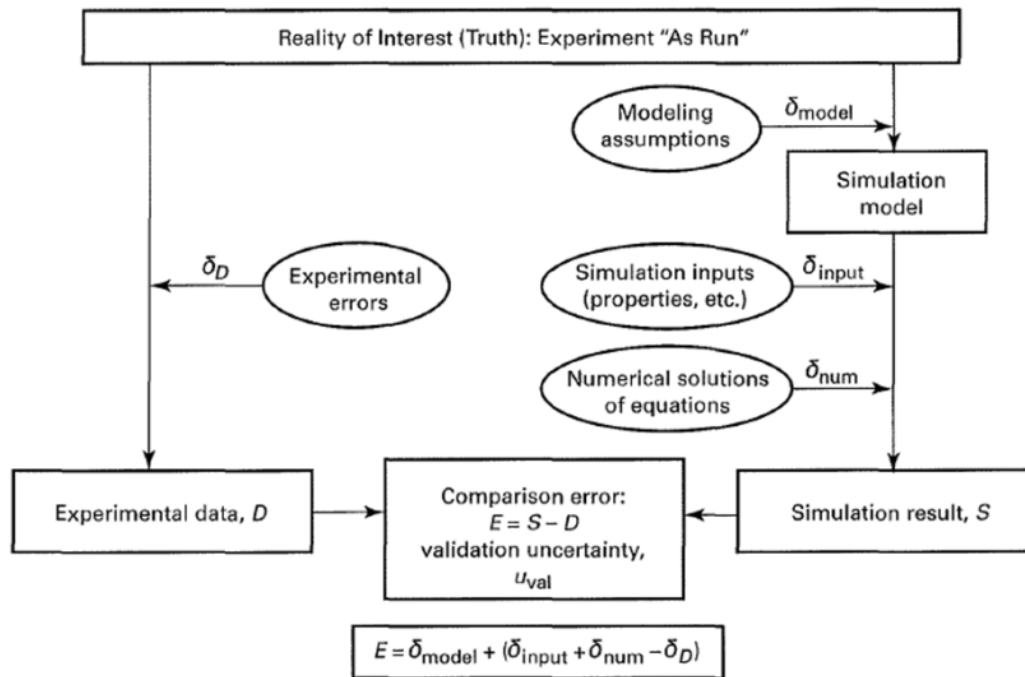 Reality of Interest (Truth): Experiment “As Run”
Modeling
assumptions
δmodel
Simulation
model
δD
Experimental
errors
Simulation inputs
(properties, etc.)
δinput
Numerical solutions
of equations
δnum
Experimental data, D
Comparison error:
E = S – D
validation uncertainty,
uval
Simulation result, S
E = δmodel + (δinput + δnum – δD)